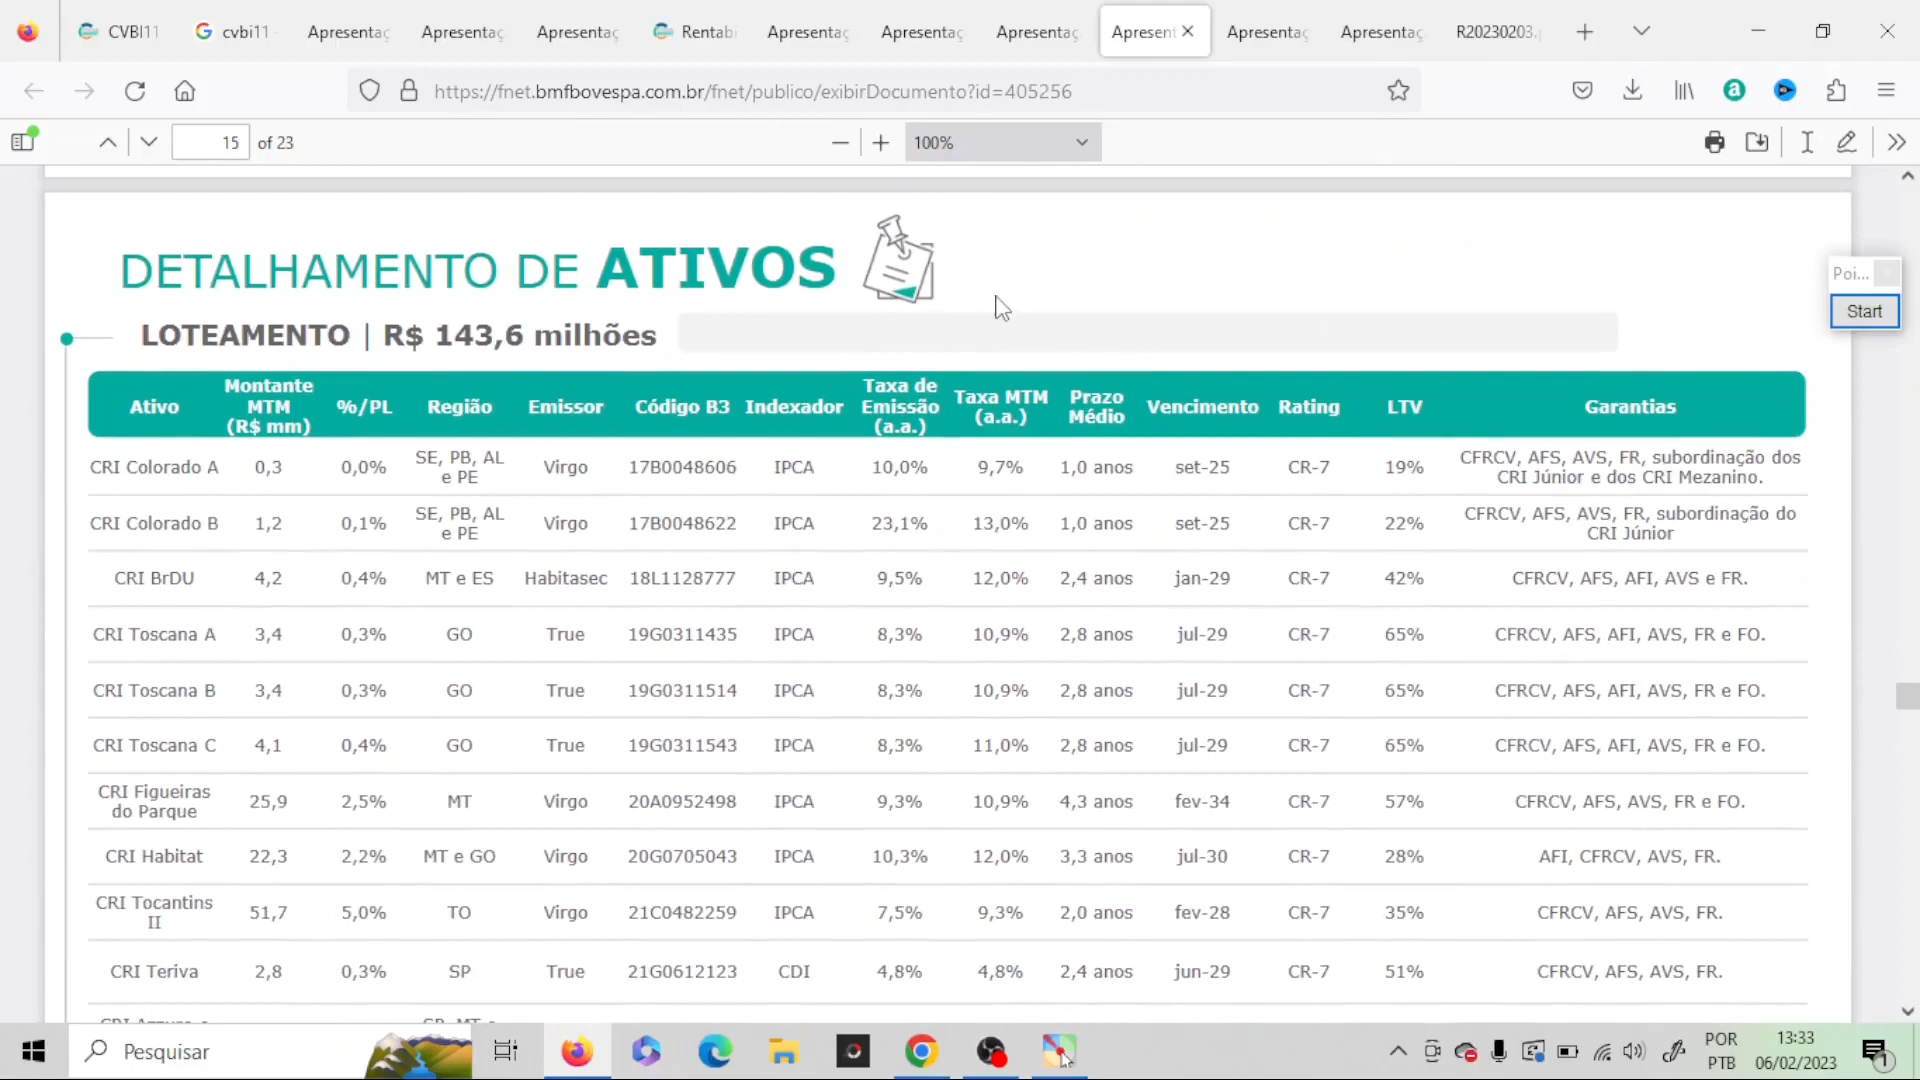 CVBI11
cvbi11
Apresentaç
Apresentaç
Apresentaç
Rentabi
Apresentaç
Apresentaç
Apresentaç
Apresent
Apresentaç
Apresentaç
R20230203.
https://fnet.bmfbovespa.com.br/fnet/publico/exibirDocumento?id=405256
15 of 23
100%
DETALHAMENTO DE ATIVOS
Poi...
Start
LOTEAMENTO | R$ 143,6 milhões
Ativo Montante MTM (R$ mm) %/PL Região Emissor Código B3 Indexador Taxa de Emissão (a.a.) Taxa MTM (a.a.) Prazo Médio Vencimento Rating LTV Garantias
CRI Colorado A 0,3 0,0% SE, PB, AL e PE Virgo 17B0048606 IPCA 10,0% 9,7% 1,0 anos set-25 CR-7 19% CFRCV, AFS, AVS, FR, subordinação dos CRI Júnior e dos CRI Mezanino.
CRI Colorado B 1,2 0,1% SE, PB, AL e PE Virgo 17B0048622 IPCA 23,1% 13,0% 1,0 anos set-25 CR-7 22% CFRCV, AFS, AVS, FR, subordinação do CRI Júnior
CRI BrDU 4,2 0,4% MT e ES Habitasec 18L1128777 IPCA 9,5% 12,0% 2,4 anos jan-29 CR-7 42% CFRCV, AFS, AFI, AVS e FR.
CRI Toscana A 3,4 0,3% GO True 19G0311435 IPCA 8,3% 10,9% 2,8 anos jul-29 CR-7 65% CFRCV, AFS, AFI, AVS, FR e FO.
CRI Toscana B 3,4 0,3% GO True 19G0311514 IPCA 8,3% 10,9% 2,8 anos jul-29 CR-7 65% CFRCV, AFS, AFI, AVS, FR e FO.
CRI Toscana C 4,1 0,4% GO True 19G0311543 IPCA 8,3% 11,0% 2,8 anos jul-29 CR-7 65% CFRCV, AFS, AFI, AVS, FR e FO.
CRI Figueiras do Parque 25,9 2,5% MT Virgo 20A0952498 IPCA 9,3% 10,9% 4,3 anos fev-34 CR-7 57% CFRCV, AFS, AVS, FR e FO.
CRI Habitat 22,3 2,2% MT e GO Virgo 20G0705043 IPCA 10,3% 12,0% 3,3 anos jul-30 CR-7 28% AFI, CFRCV, AVS, FR.
CRI Tocantins II 51,7 5,0% TO Virgo 21C0482259 IPCA 7,5% 9,3% 2,0 anos fev-28 CR-7 35% CFRCV, AFS, AVS, FR.
CRI Teriva 2,8 0,3% SP True 21G0612123 CDI 4,8% 4,8% 2,4 anos jun-29 CR-7 51% CFRCV, AFS, AVS, FR.
Pesquisar
POR
PTB
13:33
06/02/2023
1